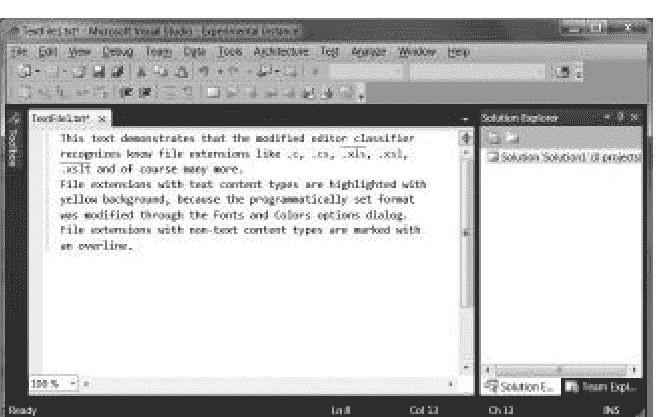 TextFile1.txt* - Microsoft Visual Studio - Experimental Instance
File Edit View Debug Team Data Tools Architecture Test Analyze Window Help
Toolbox
TextFile1.txt*
This text demonstrates that the modified editor classifier
recognizes know file extensions like .c, .cs, .xls, .xsl,
.xslt and of course many more.
File extensions with text content types are highlighted with
yellow background, because the programmatically set format
was modified through the Fonts and Colors options dialog.
File extensions with non-text content types are marked with
an overline.
100 %
Solution Explorer
Solution 'Solution1' (0 projects)
Solution E... Team Expl...
Ready Ln 8 Col 13 Ch 13 INS